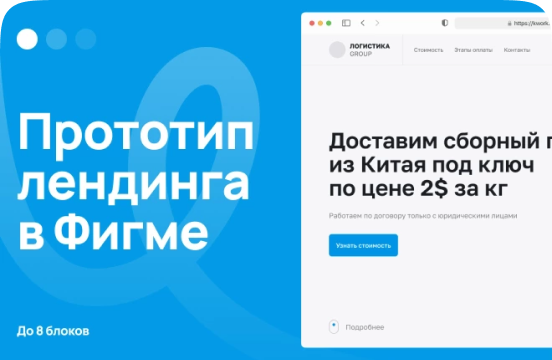 Прототип
лендинга
в Фигме
До 8 блоков
https://kwork.
ЛОГИСТИКА
GROUP
Стоимость Этапы оплаты Контакты
Доставим сборный
из Китая под ключ
по цене 2$ за кг
Работаем по договору только с юридическими лицами
Узнать стоимость
Подробнее